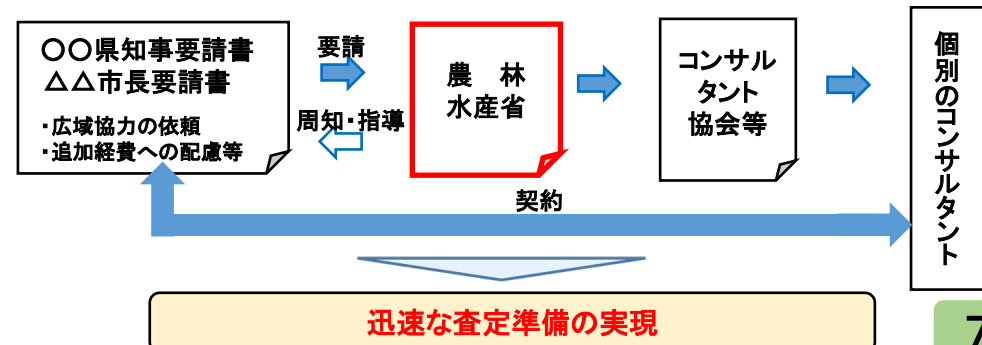 〇〇県知事要請書
△△市長要請書
・広域協力の依頼
・追加経費への配慮等
要請
周知・指導
農　林
水産省
コンサル
タント
協会等
個別のコンサルタント
契約
迅速な査定準備の実現
7